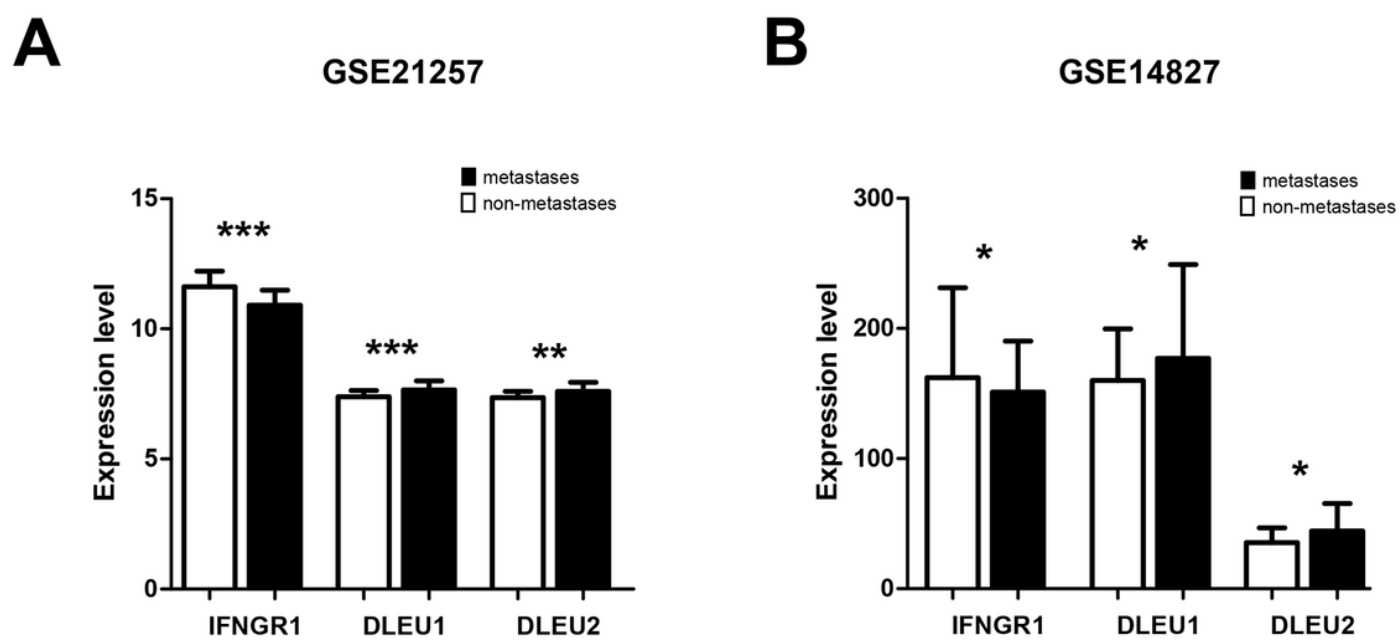 A
GSE21257
metastases
non-metastases
15
10
5
0
Expression level
***
***
**
IFNGR1
DLEU1
DLEU2
B
GSE14827
metastases
non-metastases
300
200
100
0
Expression level
*
*
*
IFNGR1
DLEU1
DLEU2